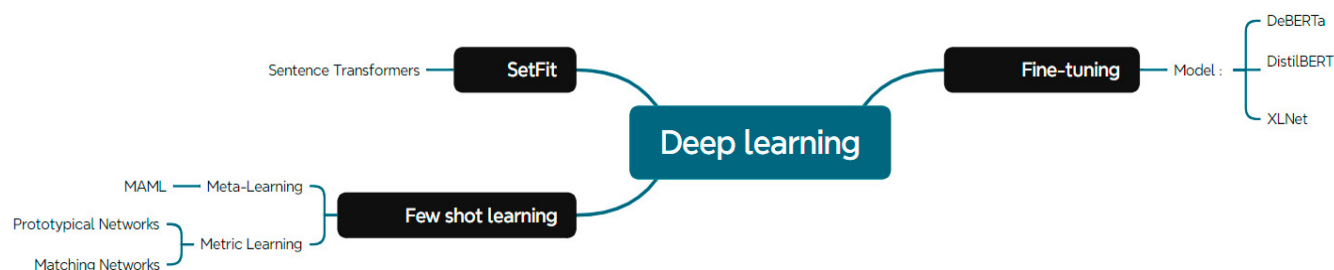 Deep learning
SetFit
Sentence Transformers
Few shot learning
Meta-Learning
MAML
Metric Learning
Prototypical Networks
Matching Networks
Fine-tuning
Model :
DeBERTa
DistilBERT
XLNet